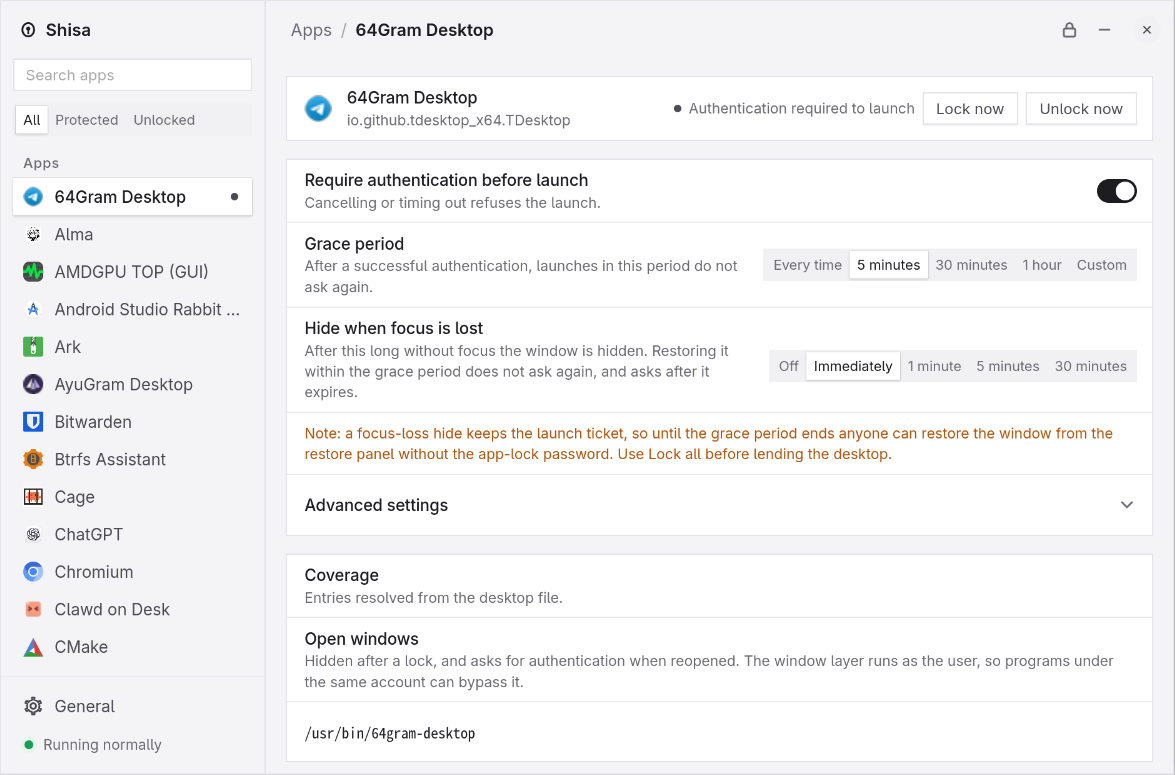 Shisa
Search apps
All Protected Unlocked
Apps
64Gram Desktop
Alma
AMDGPU TOP (GUI)
Android Studio Rabbit ...
Ark
AyuGram Desktop
Bitwarden
Btrfs Assistant
Cage
ChatGPT
Chromium
Clawd on Desk
CMake
General
Running normally
Apps / 64Gram Desktop
64Gram Desktop
io.github.tdesktop_x64.TDesktop
Authentication required to launch
Lock now
Unlock now
Require authentication before launch
Cancelling or timing out refuses the launch.
Grace period
After a successful authentication, launches in this period do not
ask again.
Every time 5 minutes 30 minutes 1 hour Custom
Hide when focus is lost
After this long without focus the window is hidden. Restoring it
within the grace period does not ask again, and asks after it
expires.
Off Immediately 1 minute 5 minutes 30 minutes
Note: a focus-loss hide keeps the launch ticket, so until the grace period ends anyone can restore the window from the
restore panel without the app-lock password. Use Lock all before lending the desktop.
Advanced settings
Coverage
Entries resolved from the desktop file.
Open windows
Hidden after a lock, and asks for authentication when reopened. The window layer runs as the user, so programs under
the same account can bypass it.
/usr/bin/64gram-desktop